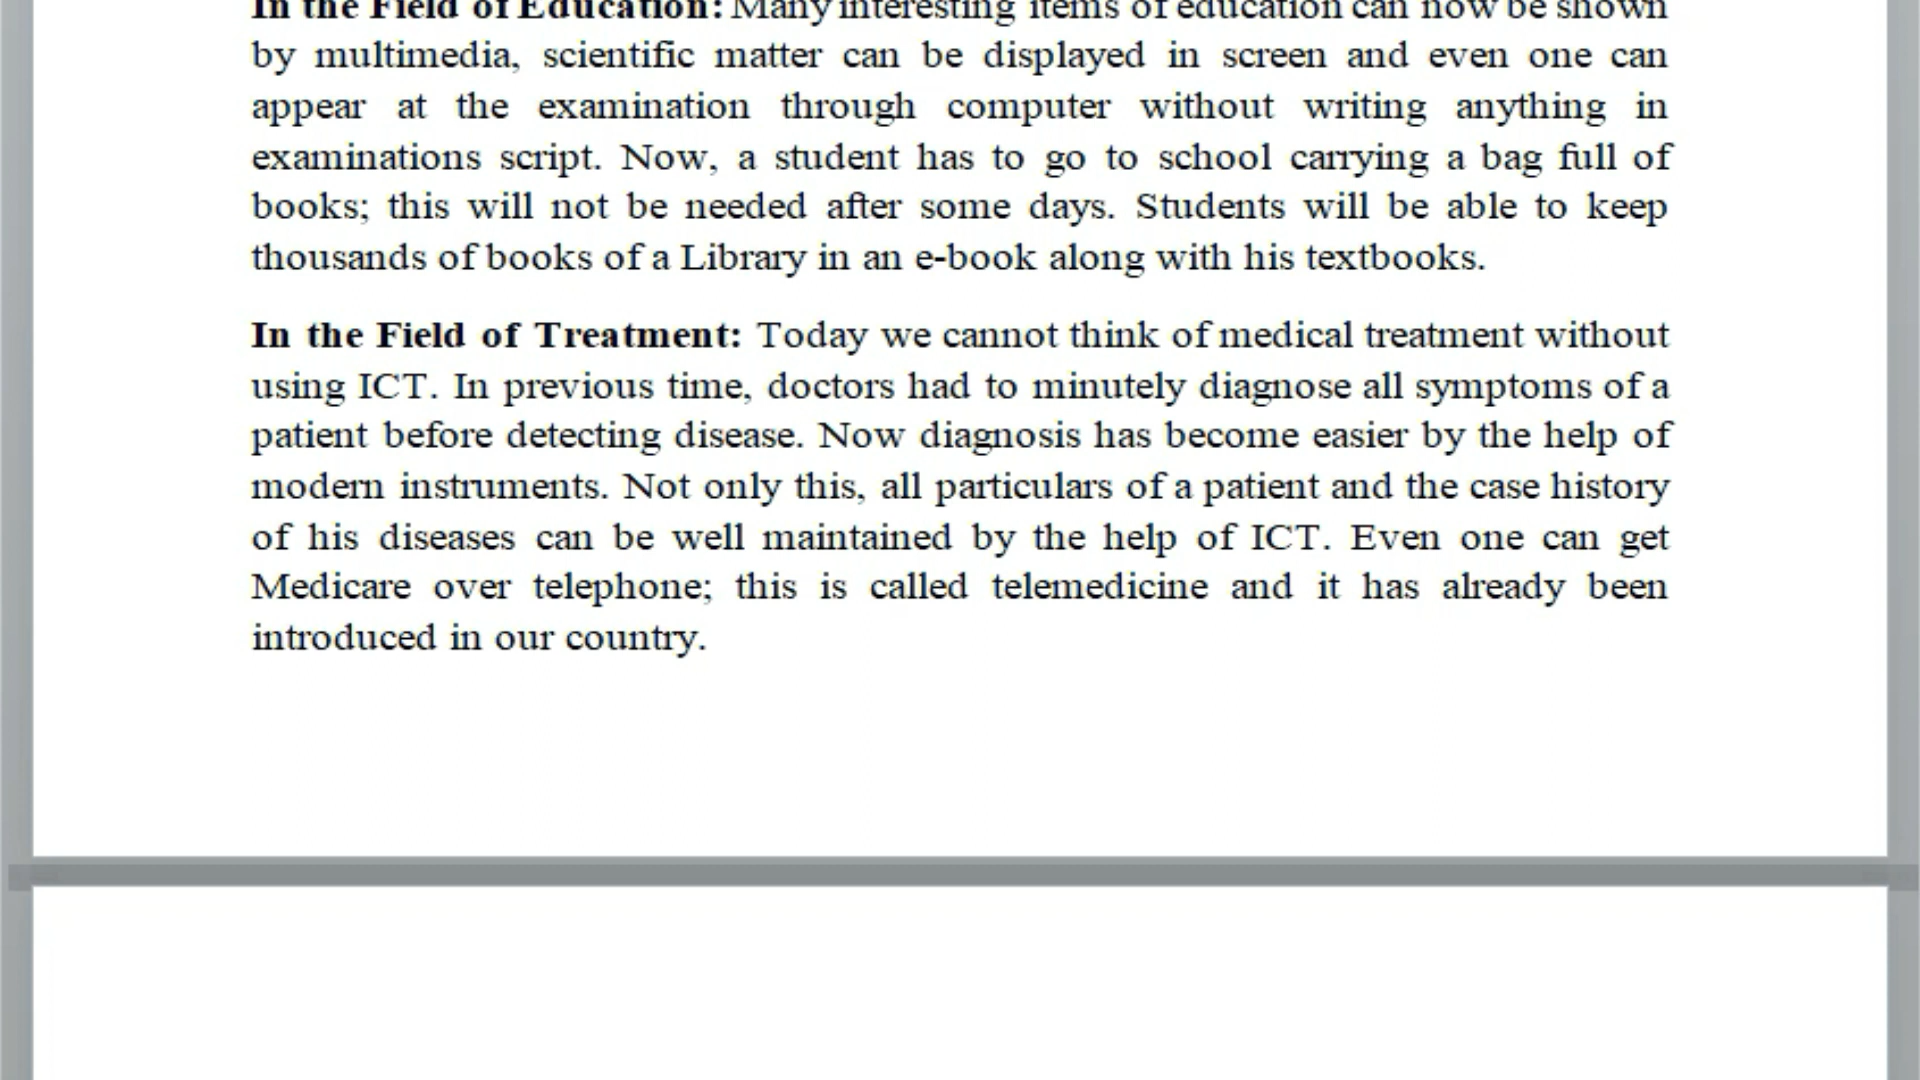 In the Field of Education: Many interesting items of education can now be shown
by multimedia, scientific matter can be displayed in screen and even one can
appear at the examination through computer without writing anything in
examinations script. Now, a student has to go to school carrying a bag full of
books; this will not be needed after some days. Students will be able to keep
thousands of books of a Library in an e-book along with his textbooks.
In the Field of Treatment: Today we cannot think of medical treatment without
using ICT. In previous time, doctors had to minutely diagnose all symptoms of a
patient before detecting disease. Now diagnosis has become easier by the help of
modern instruments. Not only this, all particulars of a patient and the case history
of his diseases can be well maintained by the help of ICT. Even one can get
Medicare over telephone; this is called telemedicine and it has already been
introduced in our country.